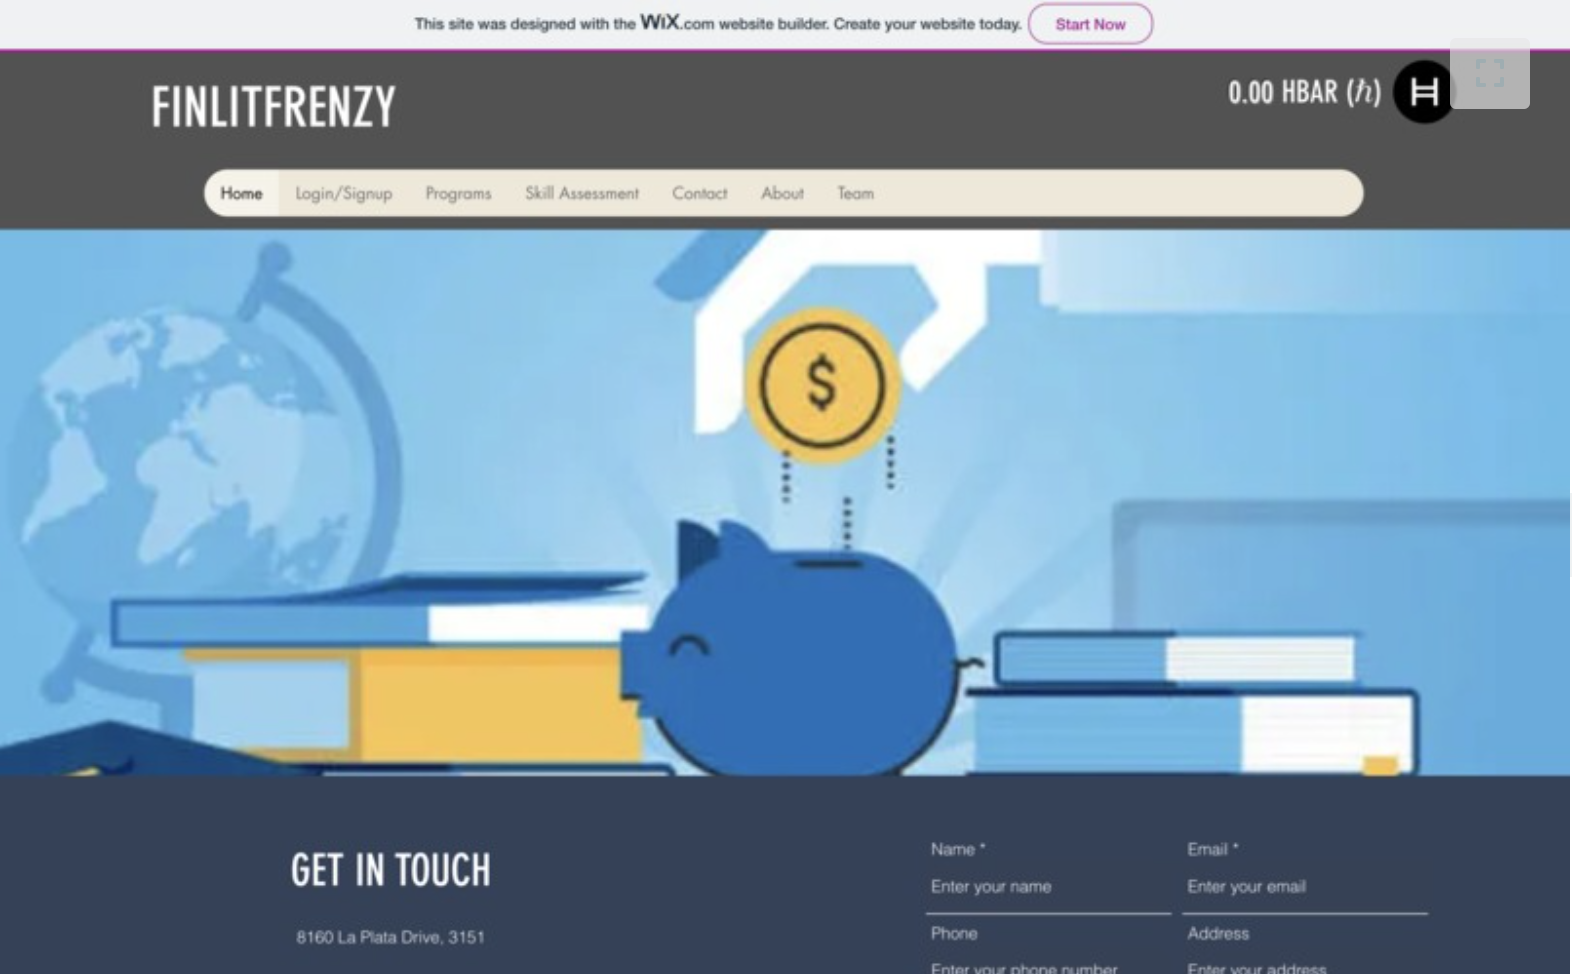 This site was designed with the WiX.com website builder. Create your website today. Start Now
FINLITFRENZY
0.00 HBAR (ℏ)
Home Login/Signup Programs Skill Assessment Contact About Team
$
GET IN TOUCH
8160 La Plata Drive, 3151
Name * Email *
Enter your name Enter your email
Phone Address
Enter your phone number Enter your address